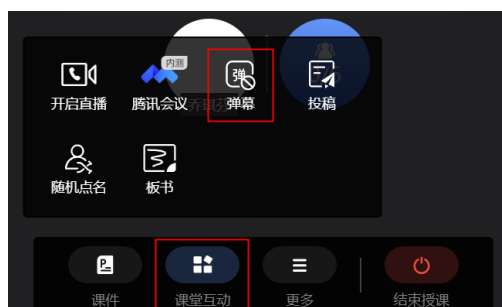 内测
弹
开启直播 腾讯会议 弹幕 投稿
随机点名 板书
课件 课堂互动 更多 结束授课